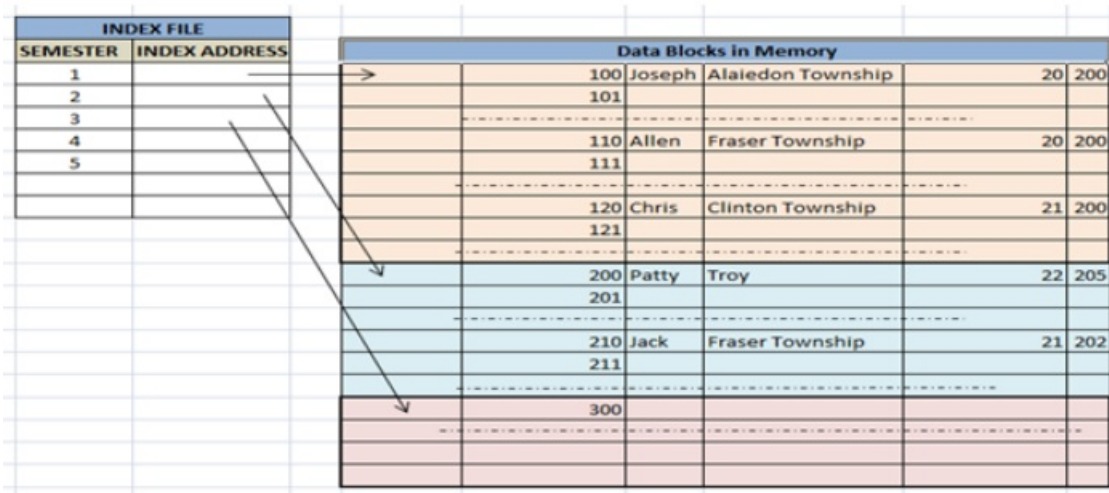 INDEX FILE
SEMESTER INDEX ADDRESS
1
2
3
4
5
Data Blocks in Memory
100 Joseph Alaiedon Township 20 200
101
110 Allen Fraser Township 20 200
111
120 Chris Clinton Township 21 200
121
200 Patty Troy 22 205
201
210 Jack Fraser Township 21 202
211
300